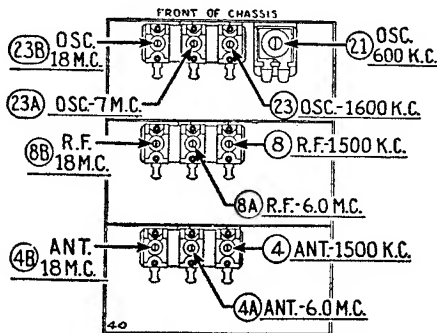 FRONT OF CHASSIS
23B OSC. 18 M.C.
21 OSC. 600 K.C.
23A OSC-7 M.C.
23 OSC.-1600 K.C.
8B R.F. 18 M.C.
8 R.F.-1500 K.C.
8A R.F.-6.0 M.C.
4B ANT. 18 M.C.
4 ANT.-1500 K.C.
4A ANT.-6.0 M.C.
40